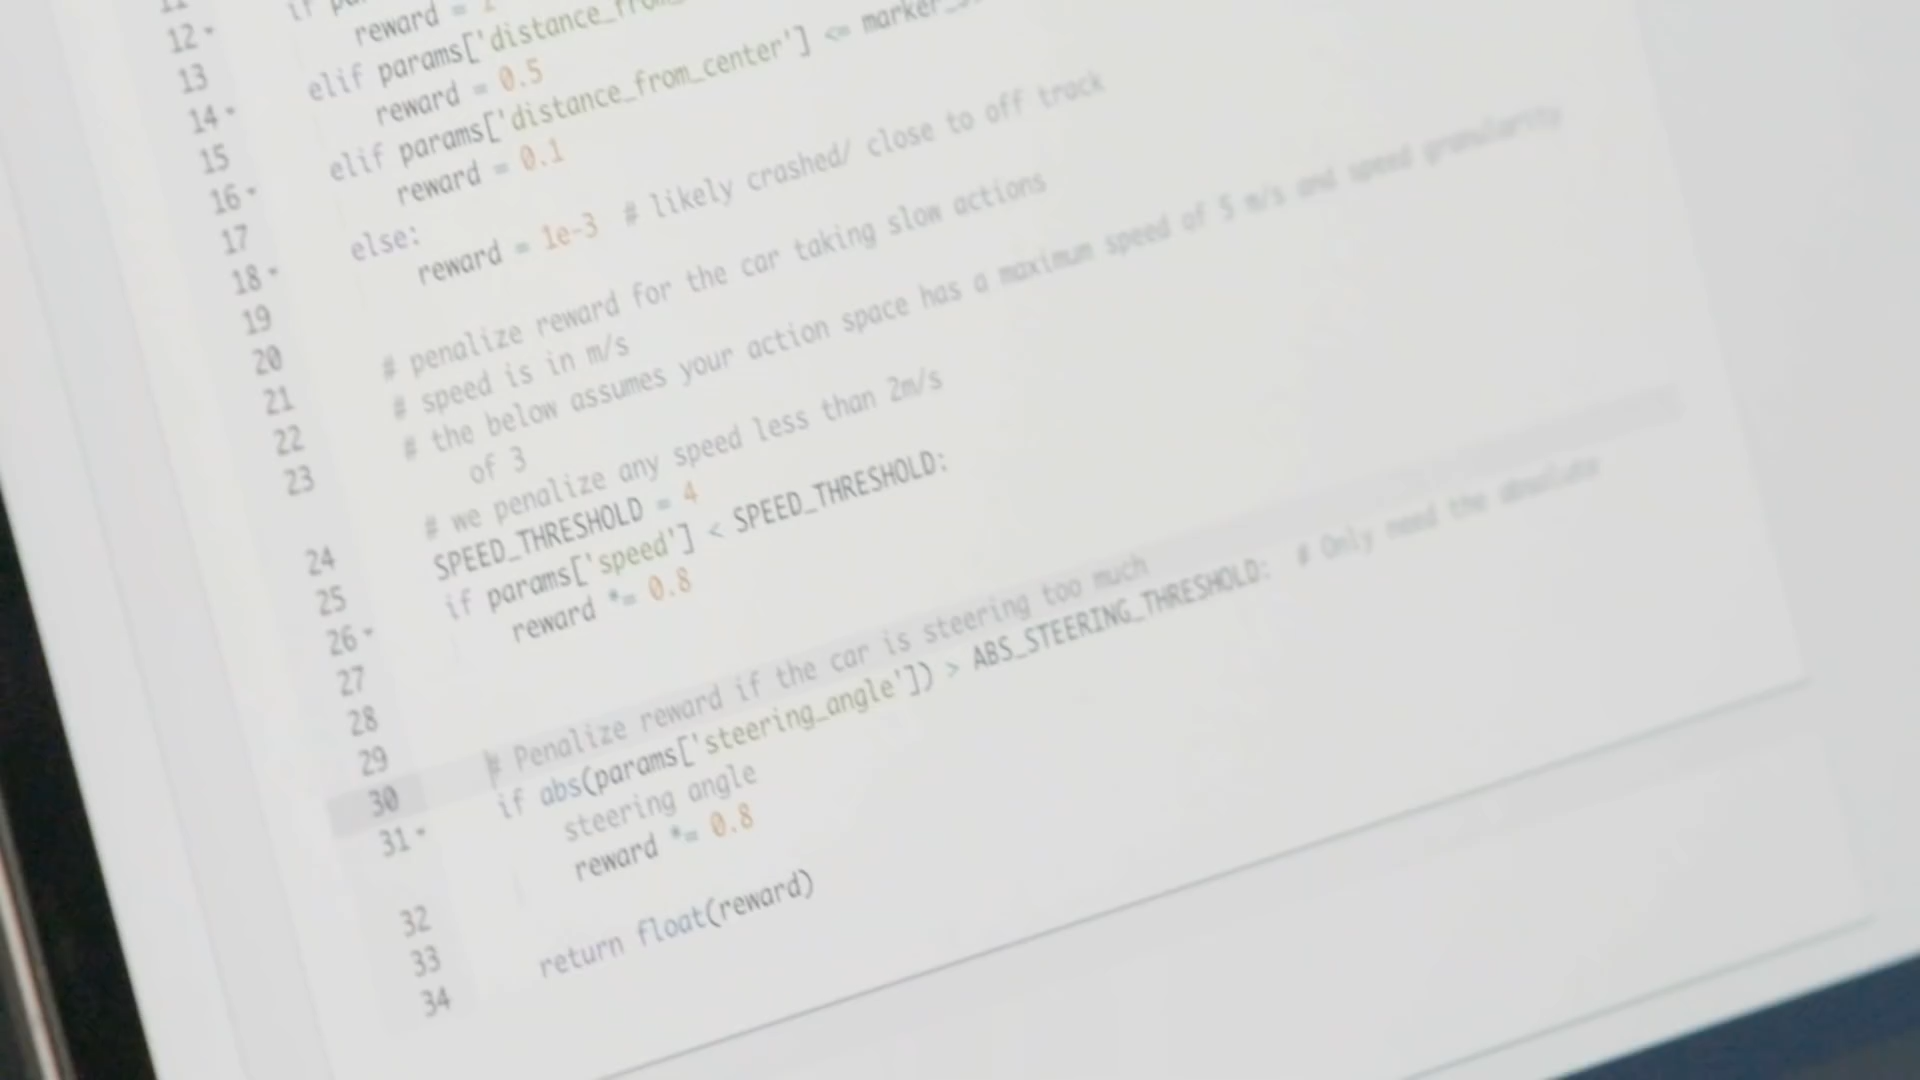 12
reward =
13
elif params['distance_from_
14
reward = 0.5
15
elif params['distance_from_center'] <= marker_
16
reward = 0.1
17
else:
18
reward = 1e-3 # likely crashed/ close to off track
19
20
# penalize reward for the car taking slow actions
21
# speed is in m/s
22
# the below assumes your action space has a maximum speed of 5 m/s and speed granularity
of 3
23
# we penalize any speed less than 2m/s
24
SPEED_THRESHOLD = 4
25
if params['speed'] < SPEED_THRESHOLD:
26
reward *= 0.8
27
28
29
# Penalize reward if the car is steering too much
30
if abs(params['steering_angle']) > ABS_STEERING_THRESHOLD: # Only need the absolute
steering angle
31
reward *= 0.8
32
33
return float(reward)
34